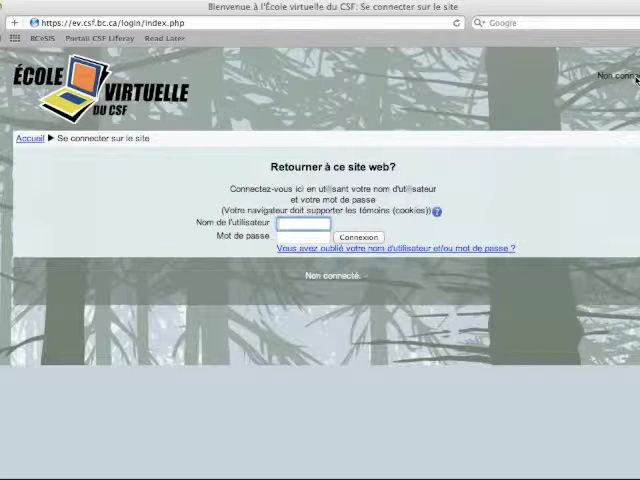 Bienvenue à l'École virtuelle du CSF: Se connecter sur le site
https://ev.csf.bc.ca/login/index.php
Google
BCeSIS Portail CSF Liferay Read Later
ÉCOLE
VIRTUELLE
DU CSF
Non conne
Accueil ► Se connecter sur le site
Retourner à ce site web?
Connectez-vous ici en utilisant votre nom d'utilisateur
et votre mot de passe
(Votre navigateur doit supporter les témoins (cookies)) ?
Nom de l'utilisateur
Mot de passe Connexion
Vous avez oublié votre nom d'utilisateur et/ou mot de passe ?
Non connecté.